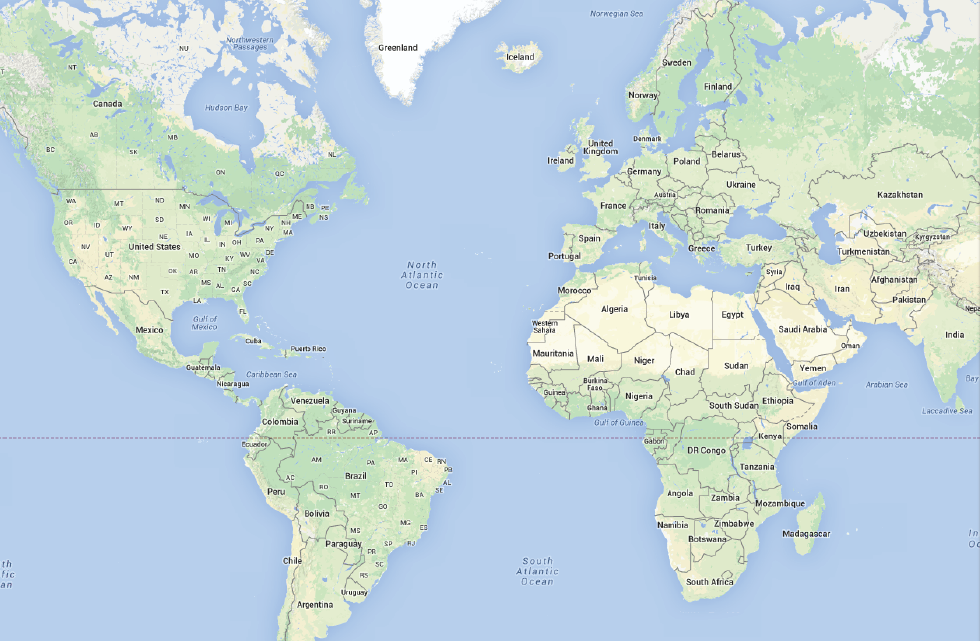 Norwegian Sea
Northwestern
Passages
NU
Greenland
Iceland
Sweden
Finland
Norway
NT
Canada
Hudson Bay
AB
MB
BC
SK
ON
QC
NL
Denmark
United
Kingdom
Ireland
Poland
Belarus
Germany
Ukraine
Austria
France
Romania
Kazakhstan
Italy
Spain
Portugal
Greece
Turkey
Uzbekistan
Kyrgyzstan
Turkmenistan
WA
MT
ND
MN
NB
PE
NS
OR
ID
SD
WI
MI
ME
NY
NH
MA
WY
IA
United States
NV
UT
IL
IN
OH
PA
CA
MO
KY
WV
DE
VA
AZ
NM
OK
AR
TN
NC
MS
AL
GA
SC
TX
LA
FL
North
Atlantic
Ocean
Tunisia
Morocco
Algeria
Libya
Egypt
Syria
Iraq
Iran
Afghanistan
Pakistan
Nepa
India
Western
Sahara
Saudi Arabia
Oman
Yemen
Gulf of
Mexico
Mexico
Cuba
Puerto Rico
Guatemala
Caribbean Sea
Nicaragua
Mauritania
Mali
Niger
Chad
Sudan
Burkina
Faso
Guinea
Ghana
Nigeria
South Sudan
Ethiopia
Gulf of Aden
Arabian Sea
Bay
Laccadive Sea
Gulf of Guinea
Somalia
Kenya
Gabon
DR Congo
Tanzania
Venezuela
Guyana
Suriname
Colombia
RR
AP
Ecuador
AM
PA
MA
CE
RN
PB
PI
AL
SE
AC
RO
TO
BA
Brazil
MT
Peru
GO
Bolivia
MG
ES
MS
Paraguay
SP
RJ
PR
SC
RS
Chile
Uruguay
Argentina
Angola
Zambia
Mozambique
Namibia
Zimbabwe
Botswana
Madagascar
South Africa
South
Atlantic
Ocean
th
fic
an
In
Oc